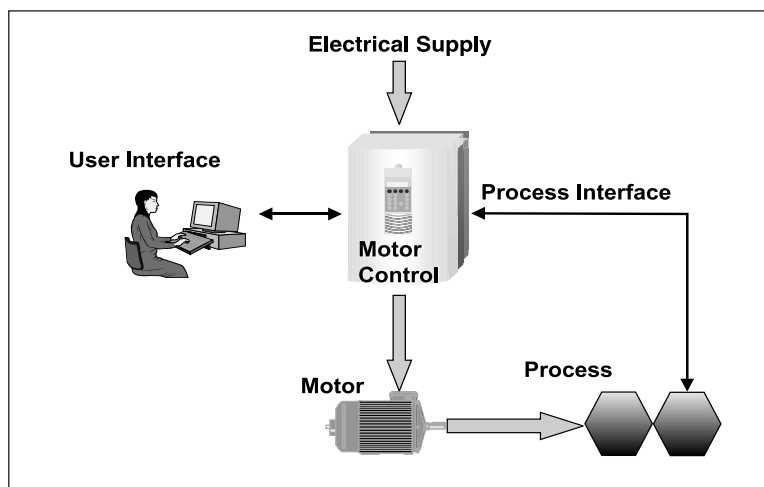 Electrical Supply
User Interface
Process Interface
Motor
Control
Motor
Process